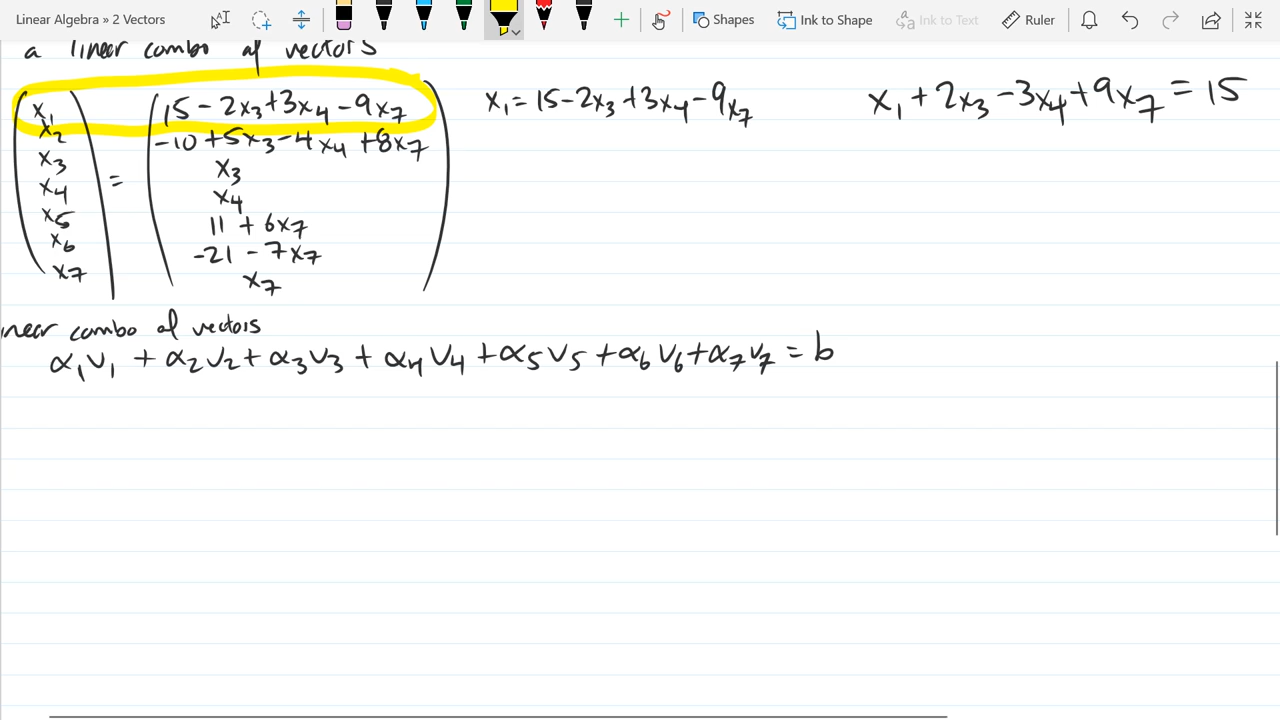 Linear Algebra » 2 Vectors
Shapes
Ink to Shape
Ink to Text
Ruler
a linear combo of vectors
x₁ 15 - 2x₃ + 3x₄ - 9x₇ x₁ = 15 - 2x₃ + 3x₄ - 9x₇ x₁ + 2x₃ - 3x₄ + 9x₇ = 15
x₂ -10 + 5x₃ - 4x₄ + 8x₇
x₃ x₃
x₄ = x₄
x₅ 11 + 6x₇
x₆ -21 - 7x₇
x₇ x₇
near combo of vectors
α₁v₁ + α₂v₂ + α₃v₃ + α₄v₄ + α₅v₅ + α₆v₆ + α₇v₇ = b